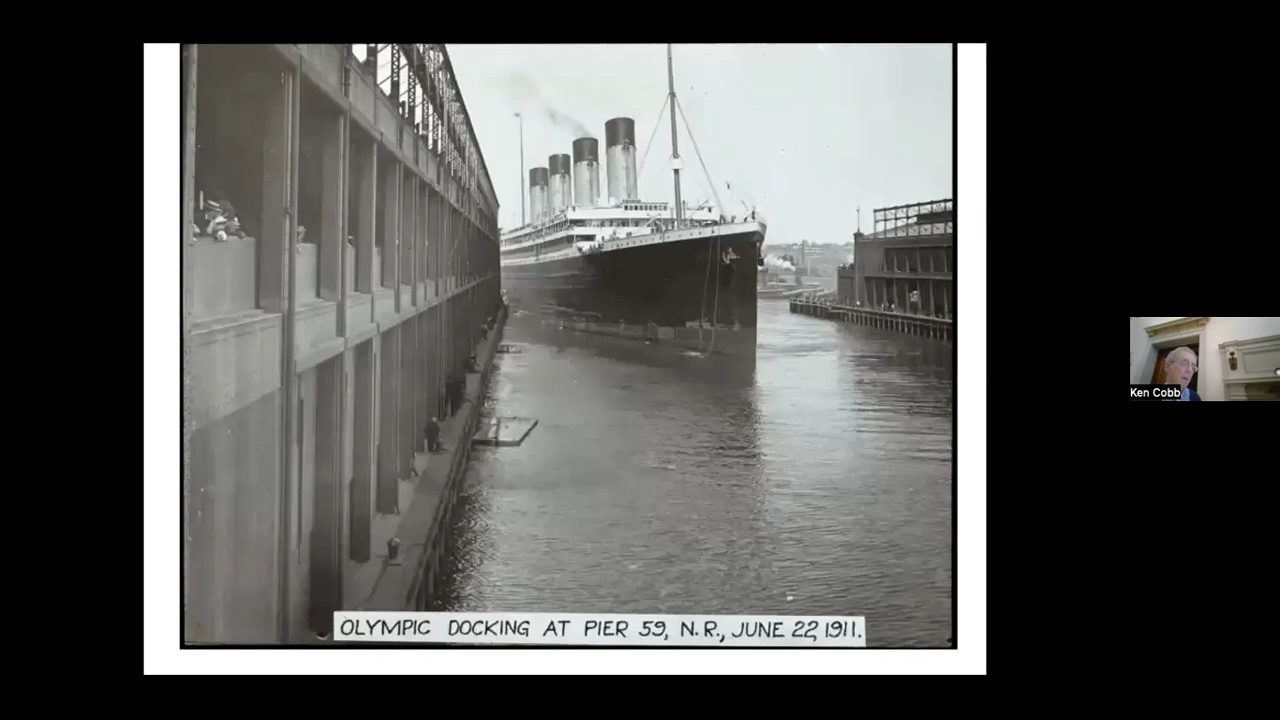 OLYMPIC DOCKING AT PIER 59, N.R., JUNE 22, 1911.
Ken Cobb